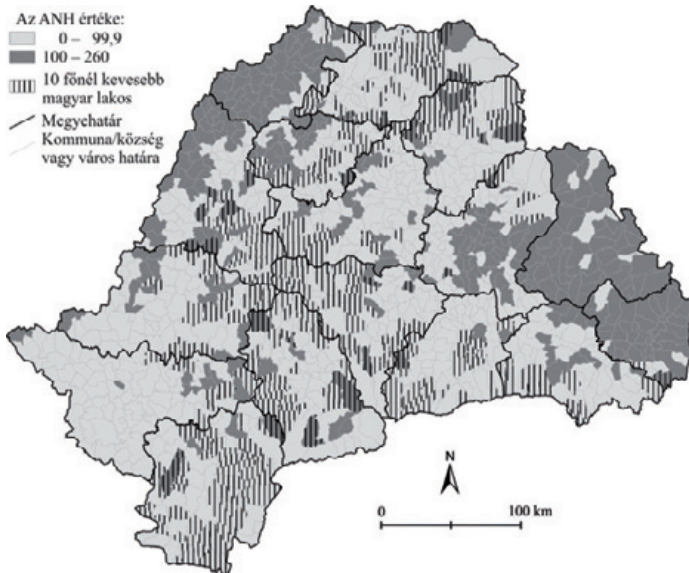 Az ANH értéke:
0 – 99,9
100 – 260
10 főnél kevesebb
magyar lakos
Megyehatár
Kommuna/község
vagy város határa
N
0 100 km